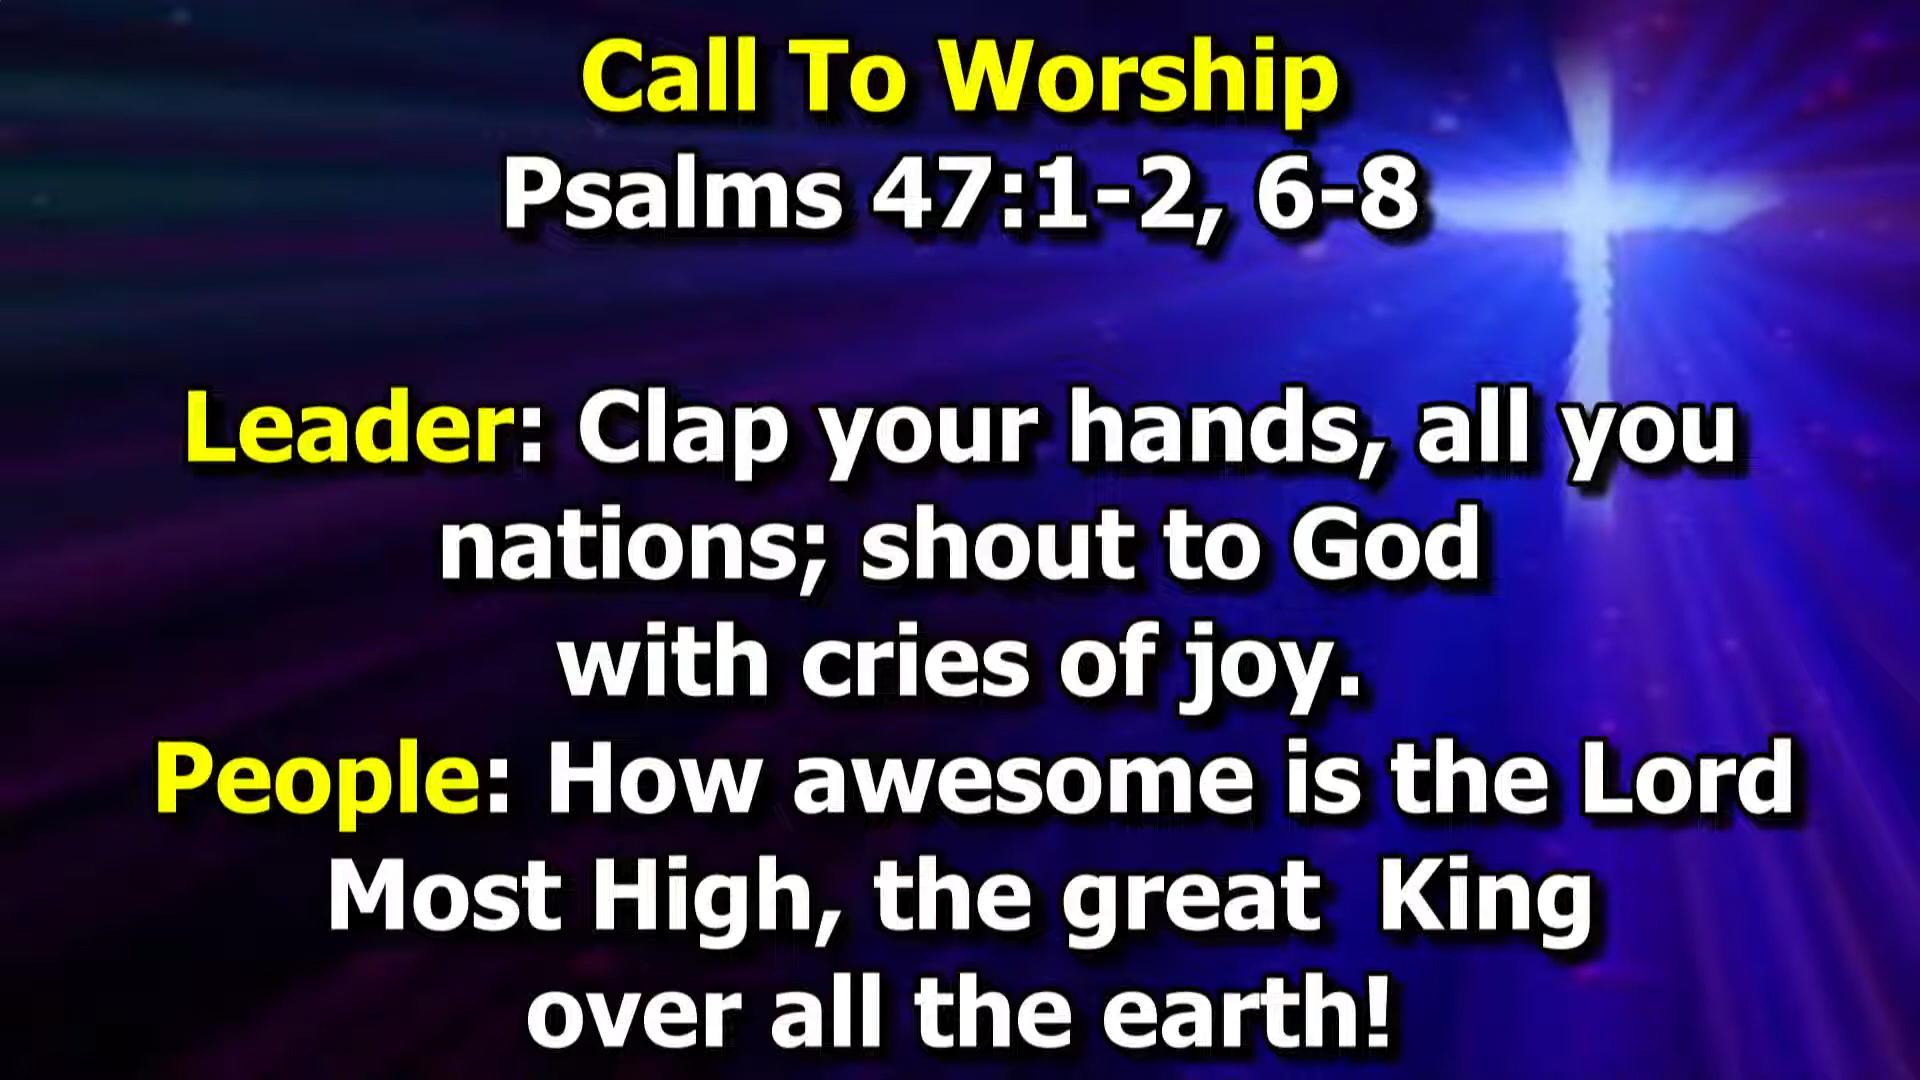 Call To Worship
Psalms 47:1-2, 6-8
Leader: Clap your hands, all you
nations; shout to God
with cries of joy.
People: How awesome is the Lord
Most High, the great  King
over all the earth!